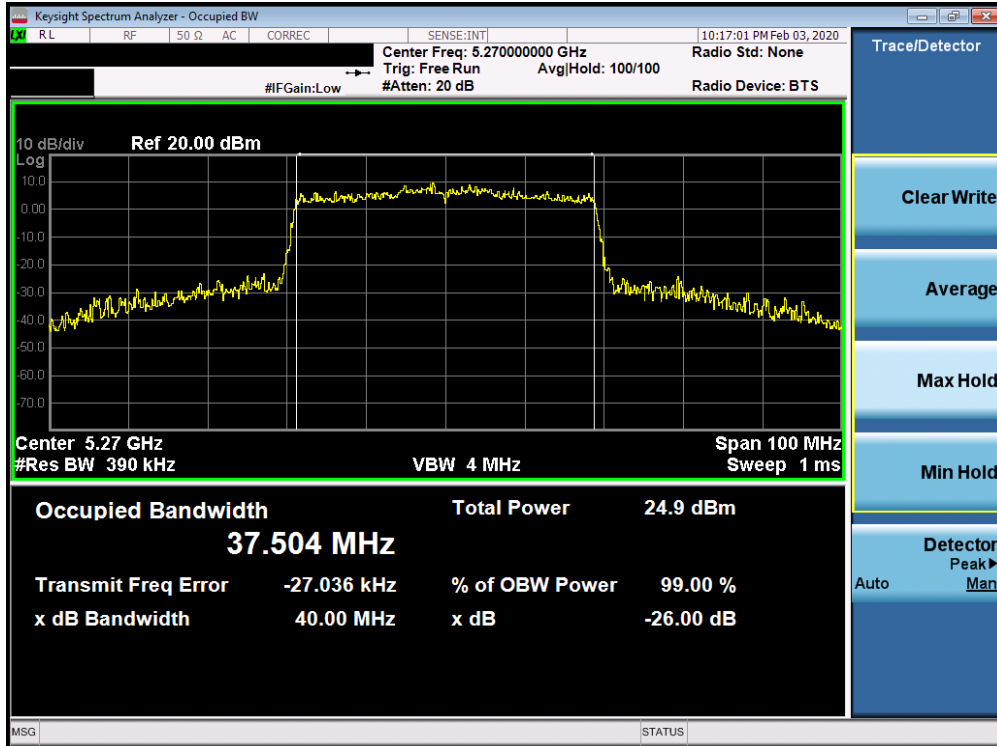 Keysight Spectrum Analyzer - Occupied BW
LXI RL RF 50 Ω AC CORREC SENSE:INT 10:17:01 PM Feb 03, 2020
Center Freq: 5.270000000 GHz Radio Std: None
Trig: Free Run Avg|Hold: 100/100
#IFGain:Low #Atten: 20 dB Radio Device: BTS
Trace/Detector
10 dB/div Ref 20.00 dBm
Log
10.0
0.00
-10.0
-20.0
-30.0
-40.0
-50.0
-60.0
-70.0
Center 5.27 GHz Span 100 MHz
#Res BW 390 kHz VBW 4 MHz Sweep 1 ms
Occupied Bandwidth Total Power 24.9 dBm
37.504 MHz
Transmit Freq Error -27.036 kHz % of OBW Power 99.00 %
x dB Bandwidth 40.00 MHz x dB -26.00 dB
Clear Write
Average
Max Hold
Min Hold
Detector
Peak▶
Auto Man
MSG STATUS